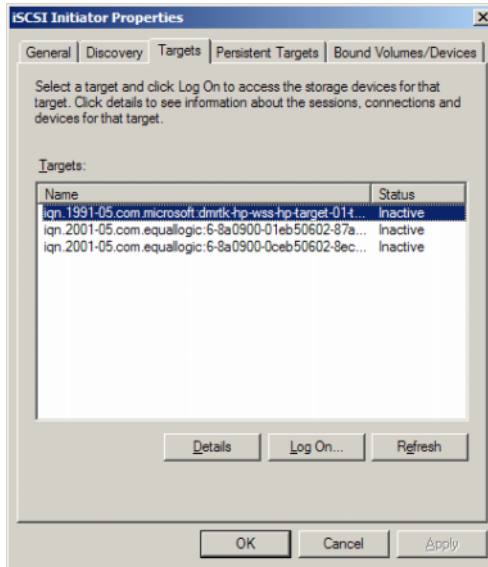 iSCSI Initiator Properties
General Discovery Targets Persistent Targets Bound Volumes/Devices
Select a target and click Log On to access the storage devices for that
target. Click details to see information about the sessions, connections and
devices for that target.
Targets:
Name Status
iqn.1991-05.com.microsoft:dmrtk-hp-wss-hp-target-01-t... Inactive
iqn.2001-05.com.equallogic:6-8a0900-01eb50602-87a... Inactive
iqn.2001-05.com.equallogic:6-8a0900-0ceb50602-8ec... Inactive
Details Log On... Refresh
OK Cancel Apply